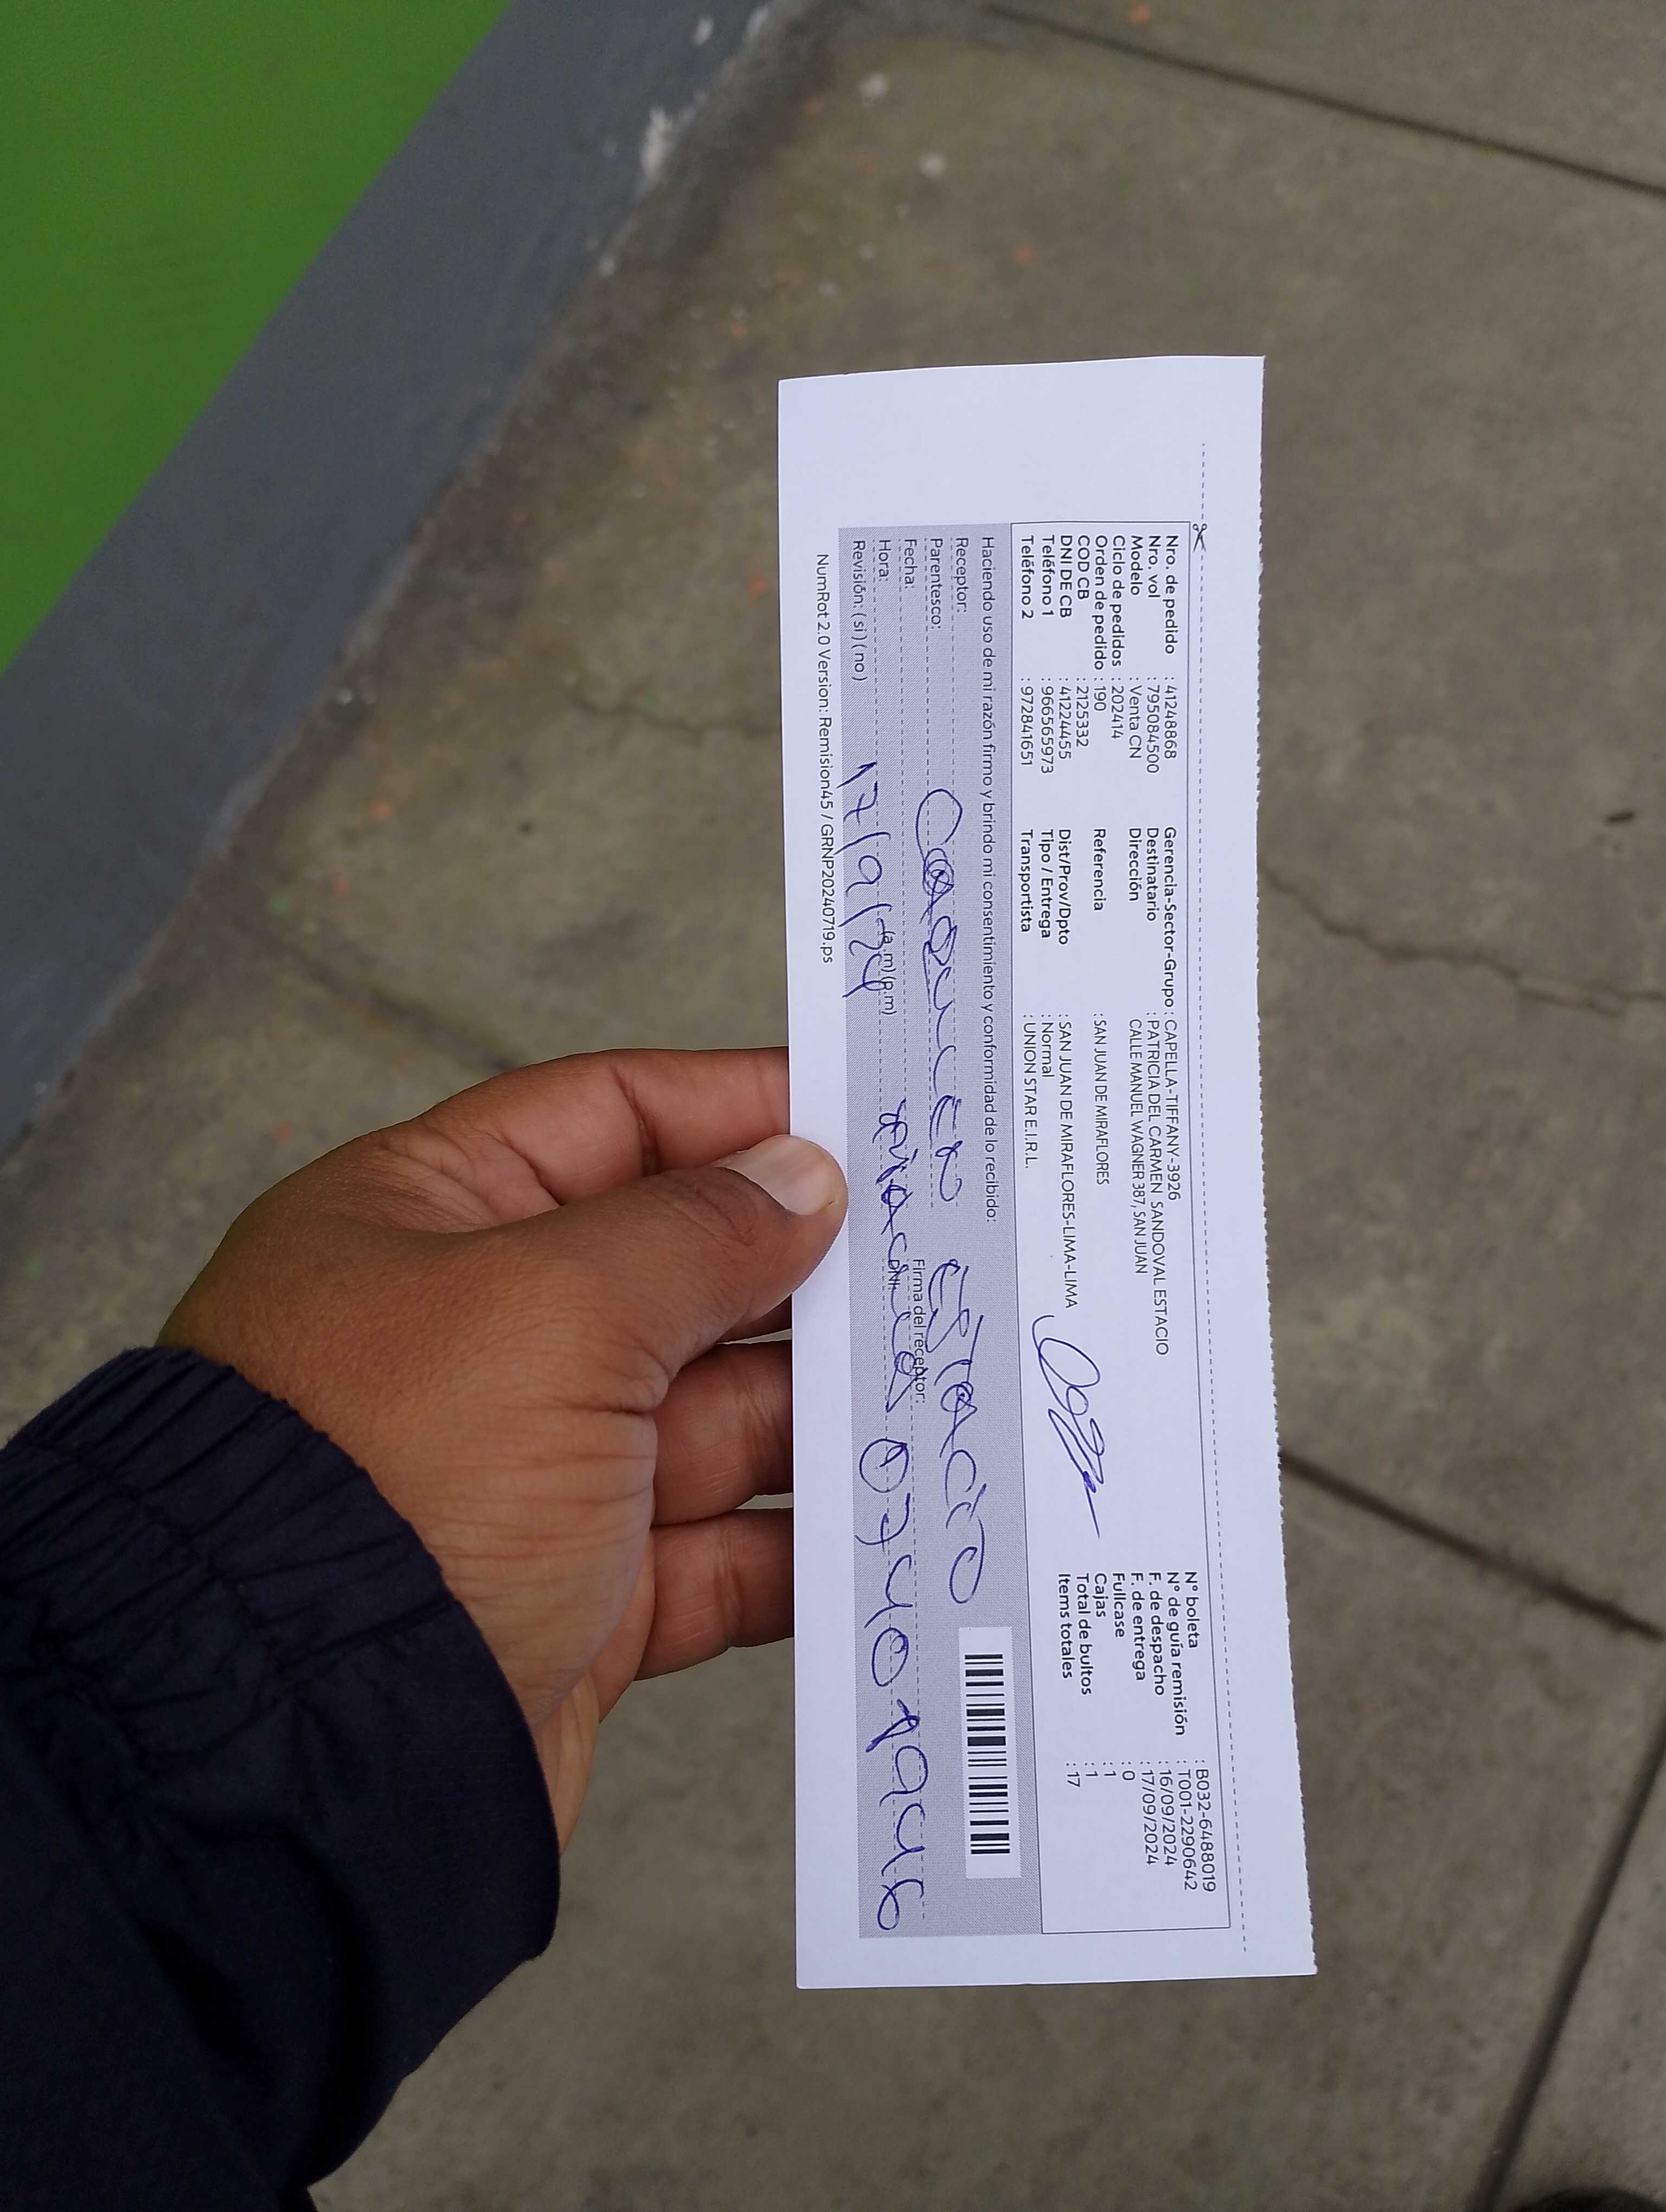 Nro. de pedido : 41248868
Nro. vol : 795084500
Modelo : Venta CN
Ciclo de pedidos : 202414
Orden de pedido : 190
COD CB : 2125332
DNI DE CB : 41224455
Teléfono 1 : 966565973
Teléfono 2 : 972841651
Gerencia-Sector-Grupo : CAPELLA-TIFFANY-3926
Destinatario : PATRICIA DEL CARMEN SANDOVAL ESTACIO
Dirección CALLE MANUEL WAGNER 387, SAN JUAN
Referencia : SAN JUAN DE MIRAFLORES
Dist/Prov/Dpto : SAN JUAN DE MIRAFLORES-LIMA-LIMA
Tipo / Entrega : Normal
Transportista : UNION STAR E.I.R.L.
N° boleta : B032-6488019
N° de guía remisión : T001-2290642
F. de despacho : 16/09/2024
F. de entrega : 17/09/2024
Fullcase : 0
Cajas : 1
Total de bultos : 1
Items totales : 17
Haciendo uso de mi razón firmo y brindo mi consentimiento y conformidad de lo recibido:
Receptor:
Parentesco: ESTACIO
Fecha:
Firma del receptor:
Hora: (a.m)(p.m) DNI:
Revisión: ( si ) ( no ) 17/9/24
NumRot 2.0 Version: Remision45 / GRNP20240719.ps